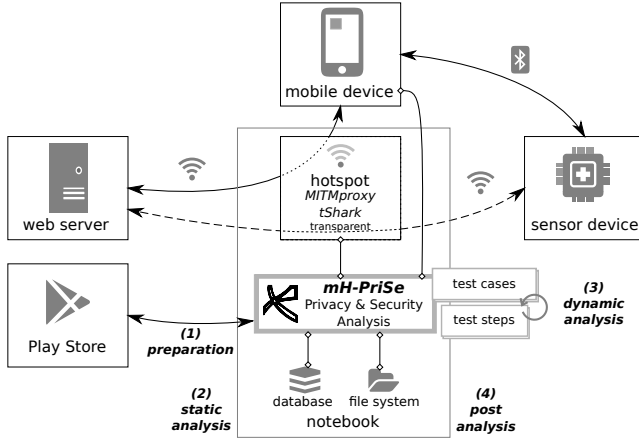 mobile device
web server
hotspot
MITMproxy
tShark
transparent
sensor device
Play Store
(1)
preparation
mH-PriSe
Privacy & Security
Analysis
test cases
test steps
(3)
dynamic
analysis
(2)
static
analysis
database
file system
notebook
(4)
post
analysis